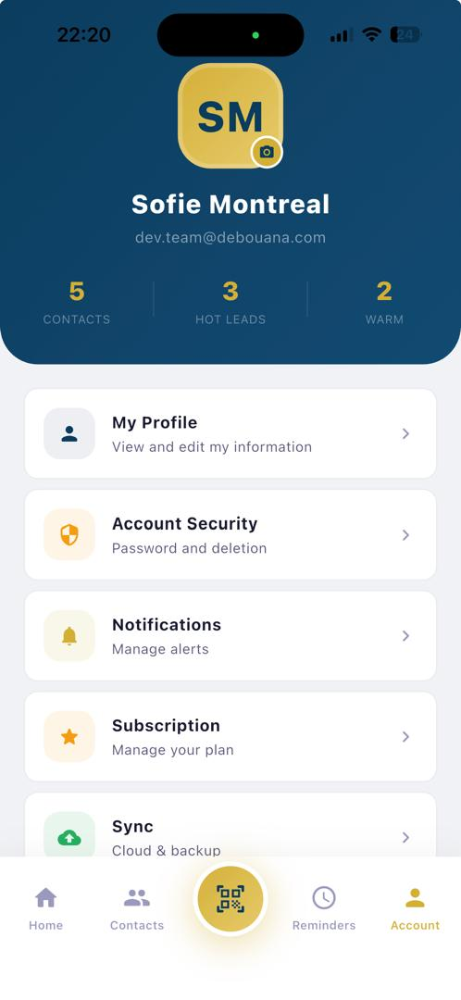 22:20
24
SM
Sofie Montreal
dev.team@debouana.com
5
CONTACTS
3
HOT LEADS
2
WARM
My Profile
View and edit my information
Account Security
Password and deletion
Notifications
Manage alerts
Subscription
Manage your plan
Sync
Cloud & backup
Home
Contacts
Reminders
Account